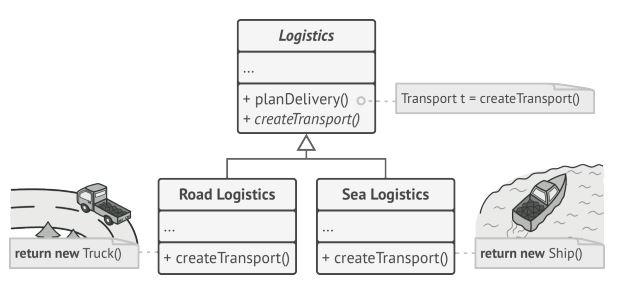 Logistics
...
+ planDelivery()
+ createTransport()
Transport t = createTransport()
Road Logistics
...
+ createTransport()
return new Truck()
Sea Logistics
...
+ createTransport()
return new Ship()